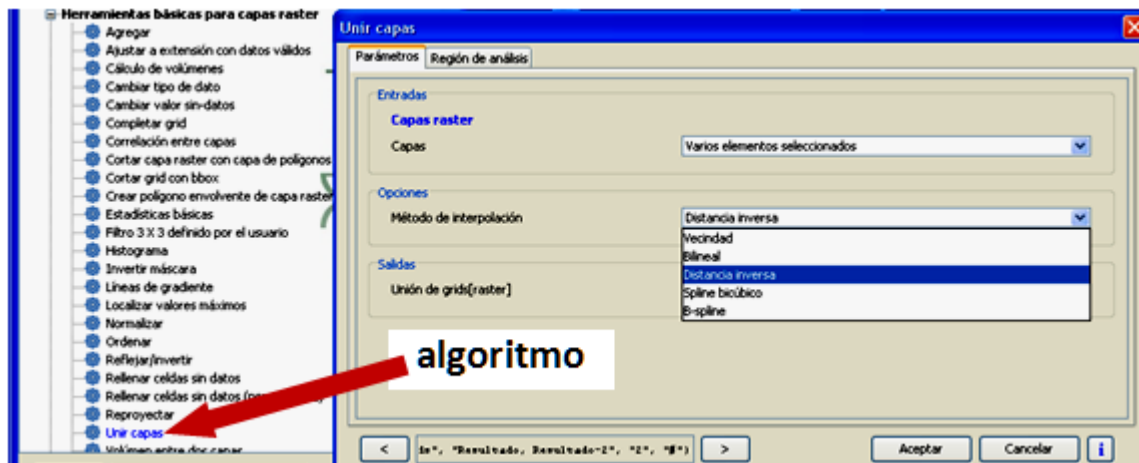 Herramientas básicas para capas raster
Agregar
Ajustar a extensión con datos válidos
Cálculo de volúmenes
Cambiar tipo de dato
Cambiar valor sin-datos
Completar grid
Correlación entre capas
Cortar capa raster con capa de polígonos
Cortar grid con bbox
Crear polígono envolvente de capa raster
Estadísticas básicas
Filtro 3 X 3 definido por el usuario
Histograma
Invertir máscara
Líneas de gradiente
Localizar valores máximos
Normalizar
Ordenar
Reflejar/invertir
Rellenar celdas sin datos
Rellenar celdas sin datos
Reproyectar
Unir capas
Volúmen entre dos capas
Unir capas
Parámetros
Región de análisis
Entradas
Capas raster
Capas
Varios elementos seleccionados
Opciones
Método de interpolación
Distancia inversa
Vecindad
Bilineal
Distancia inversa
Spline bicúbico
B-spline
Salidas
Unión de grids[raster]
algoritmo
<
"Resultado, Resultado-2", "2", "#")
>
Aceptar
Cancelar
i